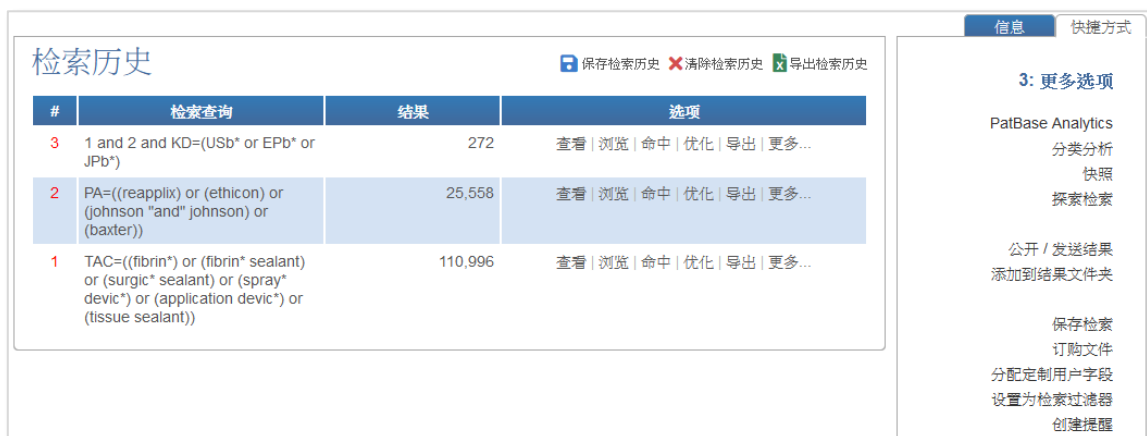 信息
快捷方式
检索历史
保存检索历史 清除检索历史 导出检索历史
# 检索查询 结果 选项
3 1 and 2 and KD=(USb* or EPb* or 272 查看 | 浏览 | 命中 | 优化 | 导出 | 更多...
JPb*)
2 PA=((reapplix) or (ethicon) or 25,558 查看 | 浏览 | 命中 | 优化 | 导出 | 更多...
(johnson "and" johnson) or
(baxter))
1 TAC=((fibrin*) or (fibrin* sealant) 110,996 查看 | 浏览 | 命中 | 优化 | 导出 | 更多...
or (surgic* sealant) or (spray*
devic*) or (application devic*) or
(tissue sealant))
3: 更多选项
PatBase Analytics
分类分析
快照
探索检索
公开 / 发送结果
添加到结果文件夹
保存检索
订购文件
分配定制用户字段
设置为检索过滤器
创建提醒